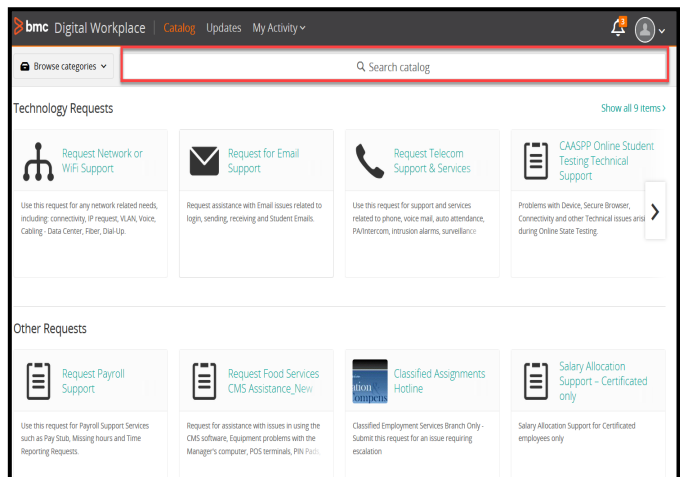 bmc Digital Workplace Catalog Updates My Activity
3
Browse categories
Search catalog
Technology Requests
Show all 9 items
Request Network or
WiFi Support
Use this request for any network related needs,
including: connectivity, IP request, VLAN, Voice,
Cabling - Data Center, Fiber, Dial-Up.
Request for Email
Support
Request assistance with Email issues related to
login, sending, receiving and Student Emails.
Request Telecom
Support & Services
Use this request for support and services
related to phone, voice mail, auto attendance,
PA/Intercom, intrusion alarms, surveillance
CAASPP Online Student
Testing Technical
Support
Problems with Device, Secure Browser,
Connectivity and other Technical issues
during Online State Testing.
Other Requests
Request Payroll
Support
Use this request for Payroll Support Services
such as Pay Stub, Missing hours and Time
Reporting Requests.
Request Food Services
CMS Assistance_New
Request for assistance with issues in using the
CMS software, Equipment problems with the
Manager's computer, POS terminals, PIN Pads
ation
ompens
Classified Assignments
Hotline
Classified Employment Services Branch Only -
Submit this request for an issue requiring
escalation
Salary Allocation
Support – Certificated
only
Salary Allocation Support for Certificated
employees only